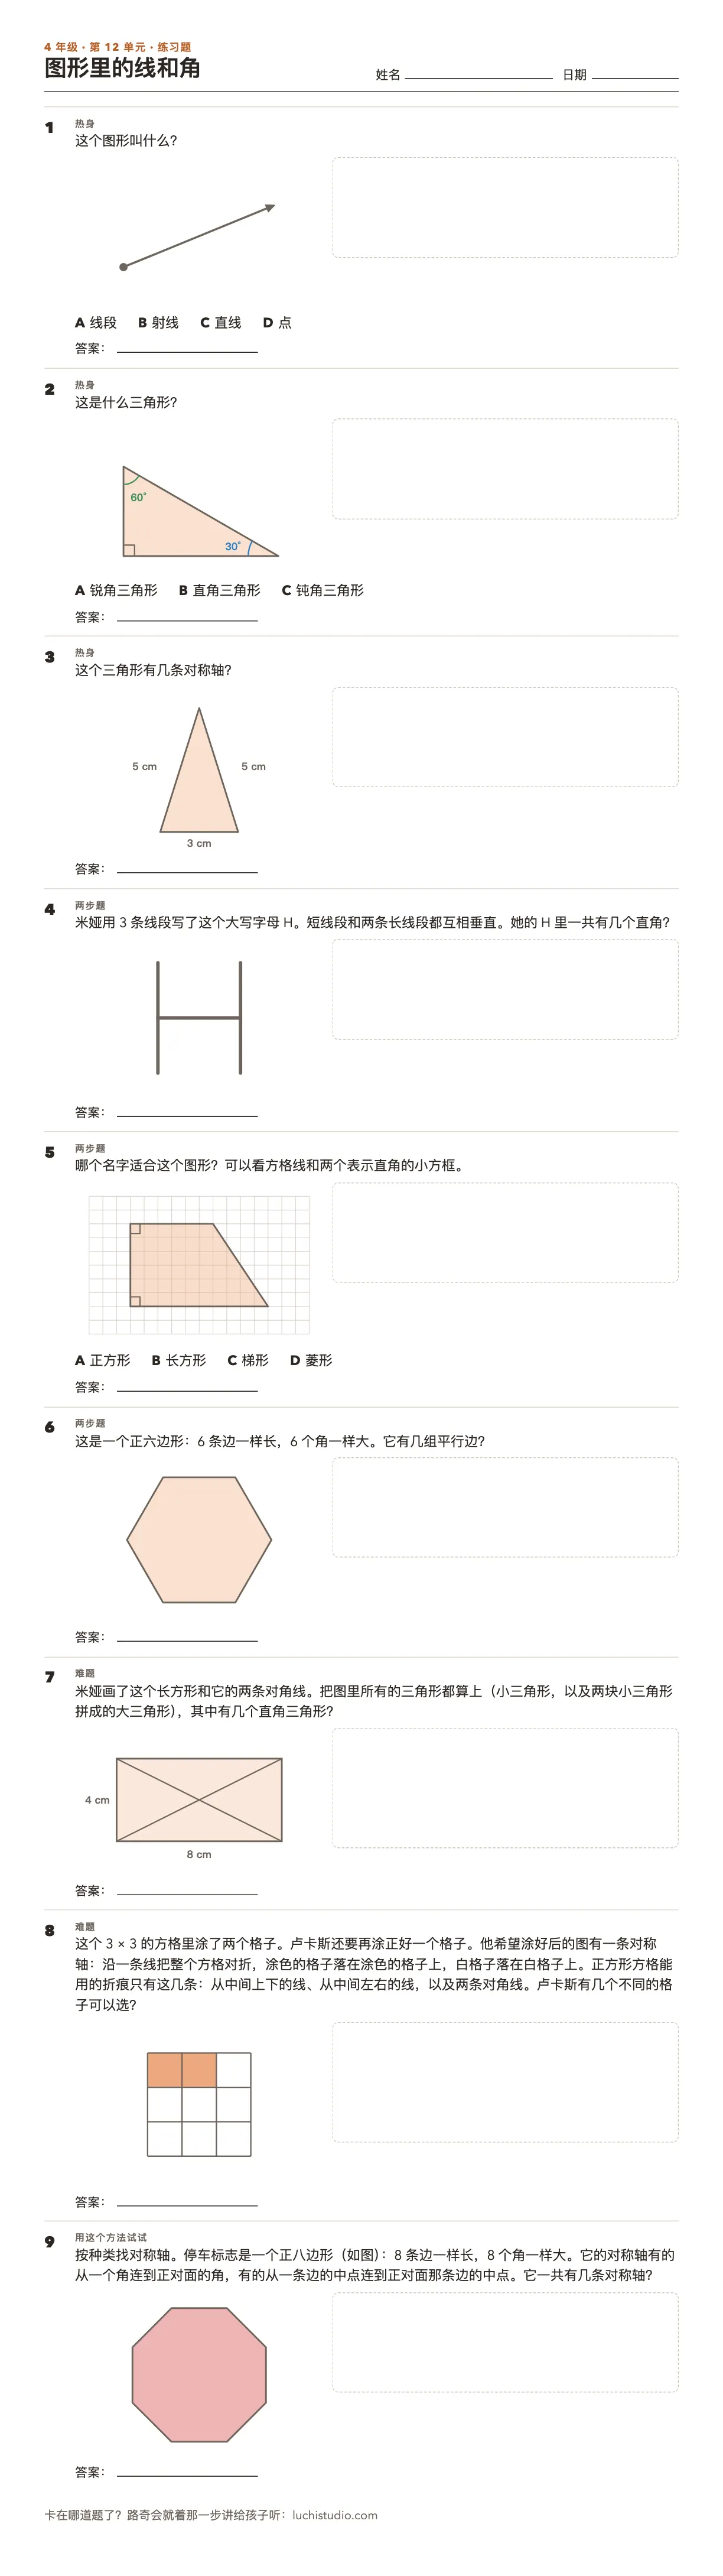 4 年级 · 第 12 单元 · 练习题
图形里的线和角
姓名 日期
1
热身
这个图形叫什么？
A 线段 B 射线 C 直线 D 点
答案：
2
热身
这是什么三角形？
60°
30°
A 锐角三角形 B 直角三角形 C 钝角三角形
答案：
3
热身
这个三角形有几条对称轴？
5 cm 5 cm
3 cm
答案：
4
两步题
米娅用 3 条线段写了这个大写字母 H。短线段和两条长线段都互相垂直。她的 H 里一共有几个直角？
答案：
5
两步题
哪个名字适合这个图形？可以看方格线和两个表示直角的小方框。
A 正方形 B 长方形 C 梯形 D 菱形
答案：
6
两步题
这是一个正六边形：6 条边一样长，6 个角一样大。它有几组平行边？
答案：
7
难题
米娅画了这个长方形和它的两条对角线。把图里所有的三角形都算上（小三角形，以及两块小三角形
拼成的大三角形），其中有几个直角三角形？
4 cm
8 cm
答案：
8
难题
这个 3 × 3 的方格里涂了两个格子。卢卡斯还要再涂正好一个格子。他希望涂好后的图有一条对称
轴：沿一条线把整个方格对折，涂色的格子落在涂色的格子上，白格子落在白格子上。正方形方格能
用的折痕只有这几条：从中间上下的线、从中间左右的线，以及两条对角线。卢卡斯有几个不同的格
子可以选？
答案：
9
用这个方法试试
按种类找对称轴。停车标志是一个正八边形（如图）：8 条边一样长，8 个角一样大。它的对称轴有的
从一个角连到正对面的角，有的从一条边的中点连到正对面那条边的中点。它一共有几条对称轴？
答案：
卡在哪道题了？路奇会就着那一步讲给孩子听：luchistudio.com